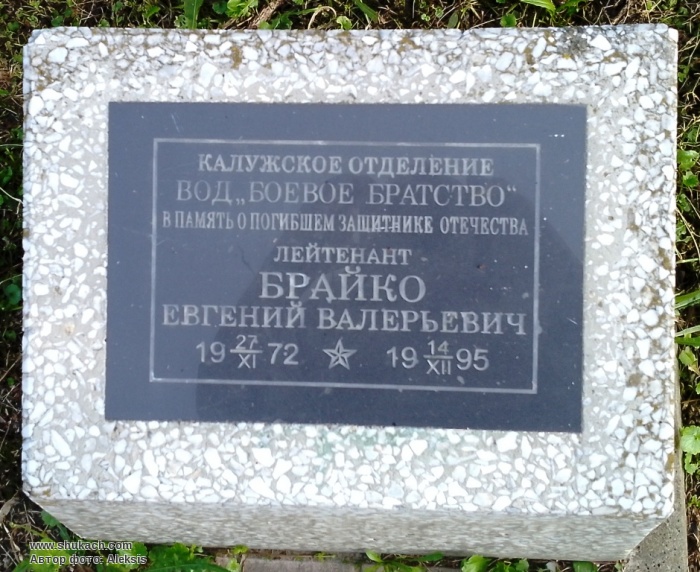 КАЛУЖСКОЕ ОТДЕЛЕНИЕ
ВОД „БОЕВОЕ БРАТСТВО“
В ПАМЯТЬ О ПОГИБШЕМ ЗАЩИТНИКЕ ОТЕЧЕСТВА
ЛЕЙТЕНАНТ
БРАЙКО
ЕВГЕНИЙ ВАЛЕРЬЕВИЧ
19 27/XI 72 ☆ 19 14/XII 95
www.shukach.com
Автор фото: Aleksis